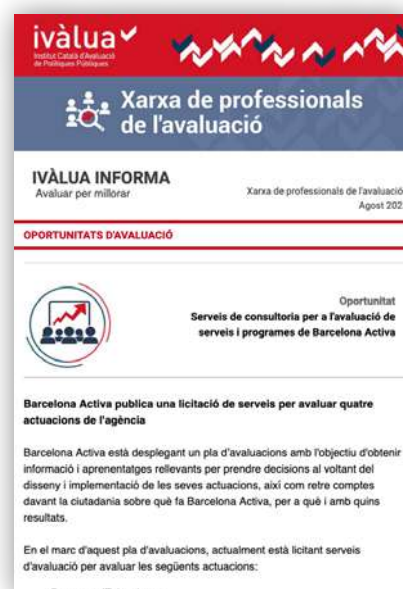 ivàlua
Institut Català d'Avaluació
de Polítiques Públiques
Xarxa de professionals
de l'avaluació
IVÀLUA INFORMA
Avaluar per millorar
Xarxa de professionals de l'avaluació
Agost 202
OPORTUNITATS D'AVALUACIÓ
Oportunitat
Serveis de consultoria per a l'avaluació de
serveis i programes de Barcelona Activa
Barcelona Activa publica una licitació de serveis per avaluar quatre
actuacions de l'agència
Barcelona Activa està desplegant un pla d'avaluacions amb l'objectiu d'obtenir
informació i aprenentatges rellevants per prendre decisions al voltant del
disseny i implementació de les seves actuacions, així com retre comptes
davant la ciutadania sobre què fa Barcelona Activa, per a què i amb quins
resultats.
En el marc d'aquest pla d'avaluacions, actualment està licitant serveis
d'avaluació per avaluar les següents actuacions: